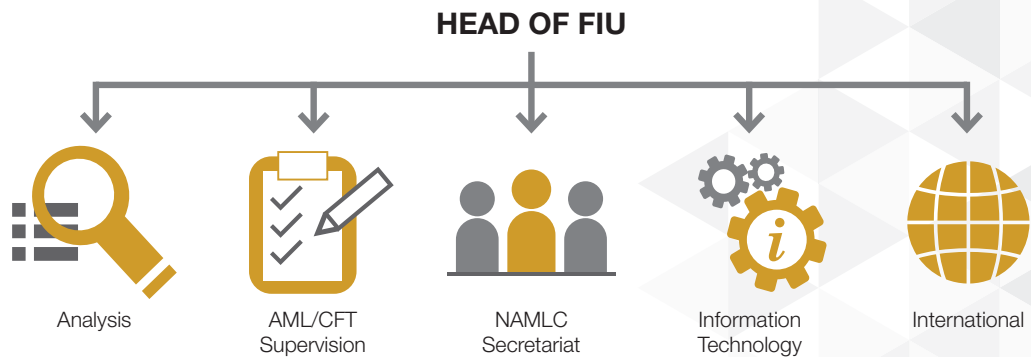 HEAD OF FIU
Analysis
AML/CFT
Supervision
NAMLC
Secretariat
Information
Technology
International
i